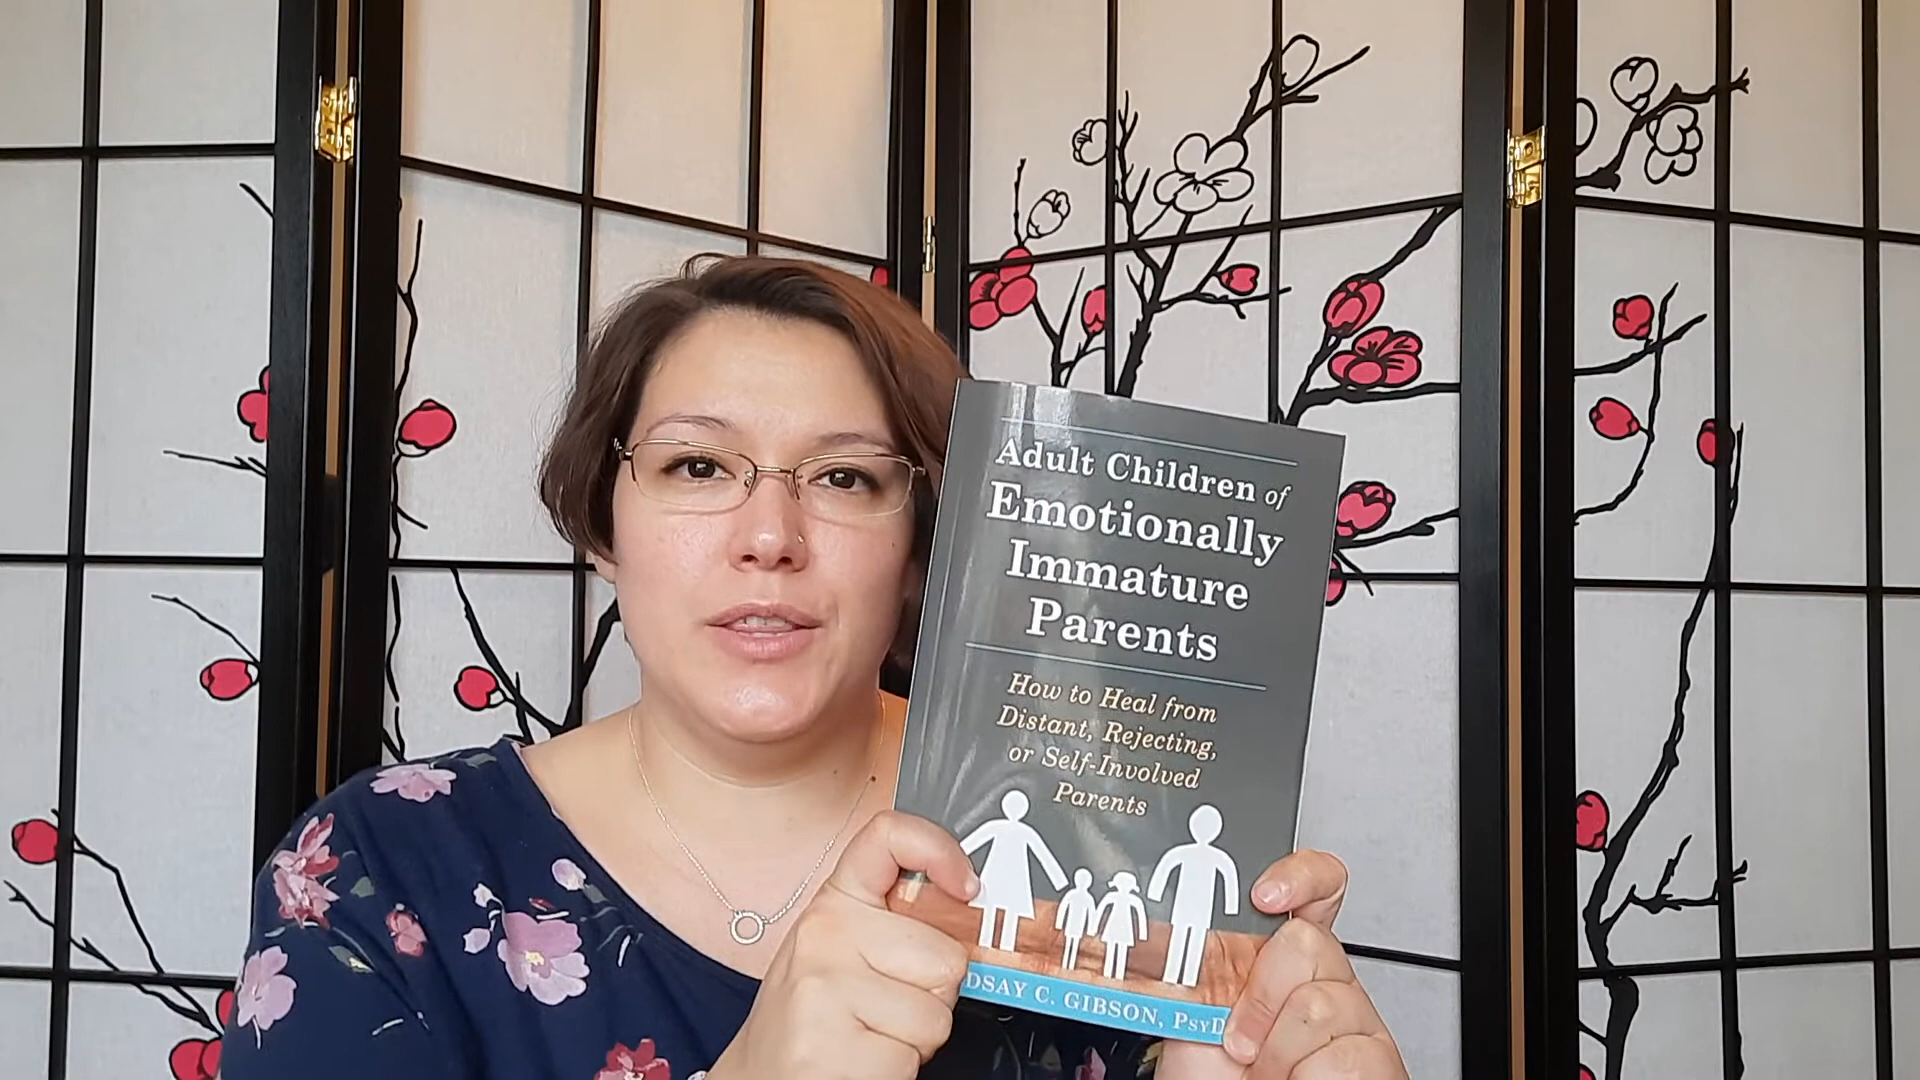 Adult Children of
Emotionally
Immature
Parents
How to Heal from
Distant, Rejecting,
or Self-Involved
Parents
DSAY C. GIBSON, PSYD